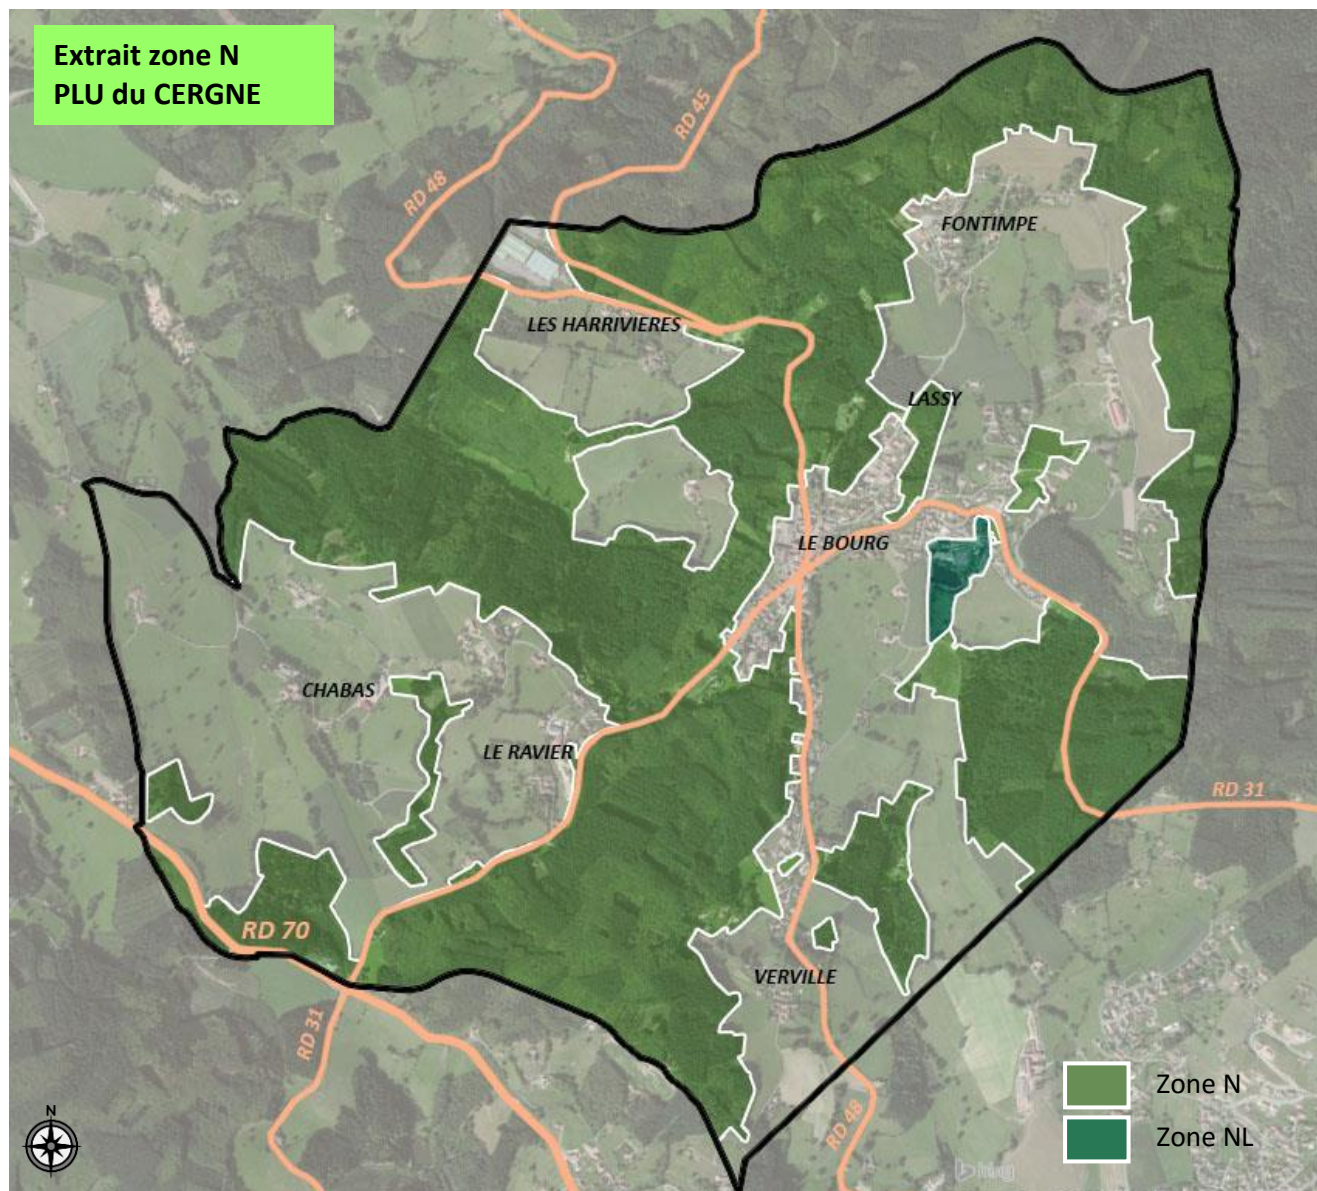 Extrait zone N
PLU du CERGNE
RD 45
RD 48
FONTIMPE
LES HARRIVIERES
LASSY
LE BOURG
CHABAS
LE RAVIER
RD 31
RD 70
VERVILLE
RD 31
RD 48
Zone N
Zone NL
N